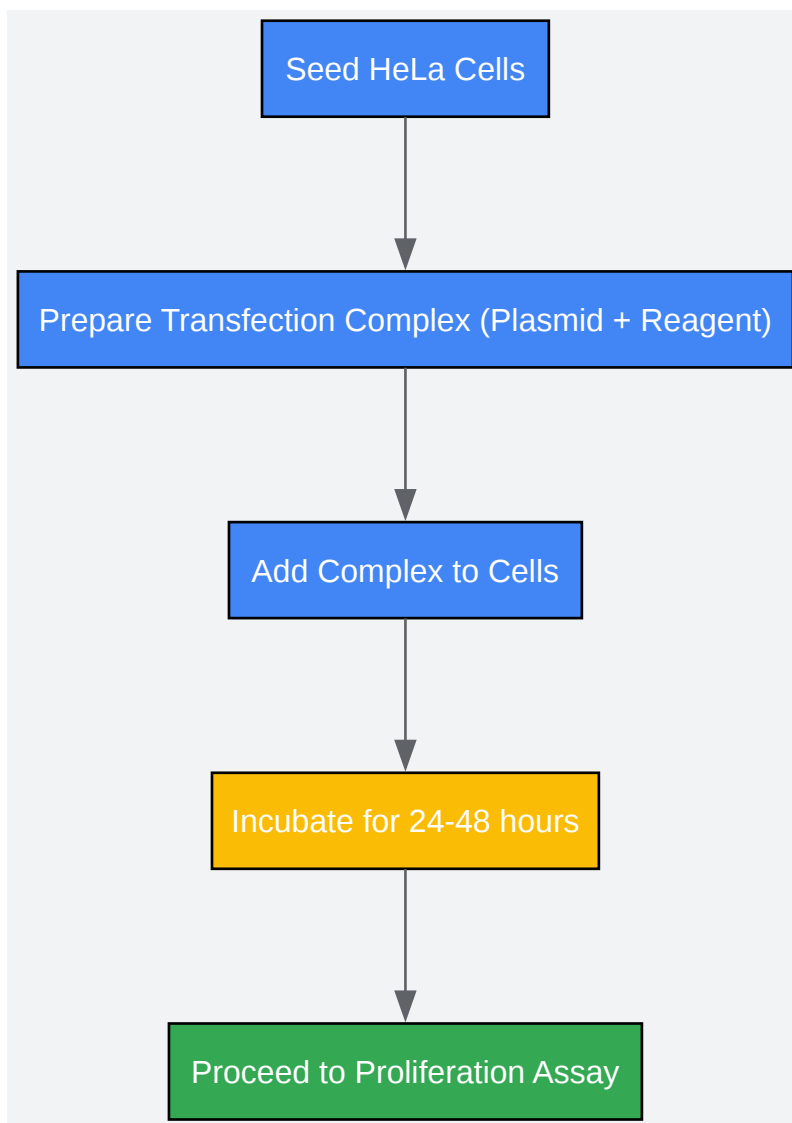 Seed HeLa Cells
Prepare Transfection Complex (Plasmid + Reagent)
Add Complex to Cells
Incubate for 24-48 hours
Proceed to Proliferation Assay